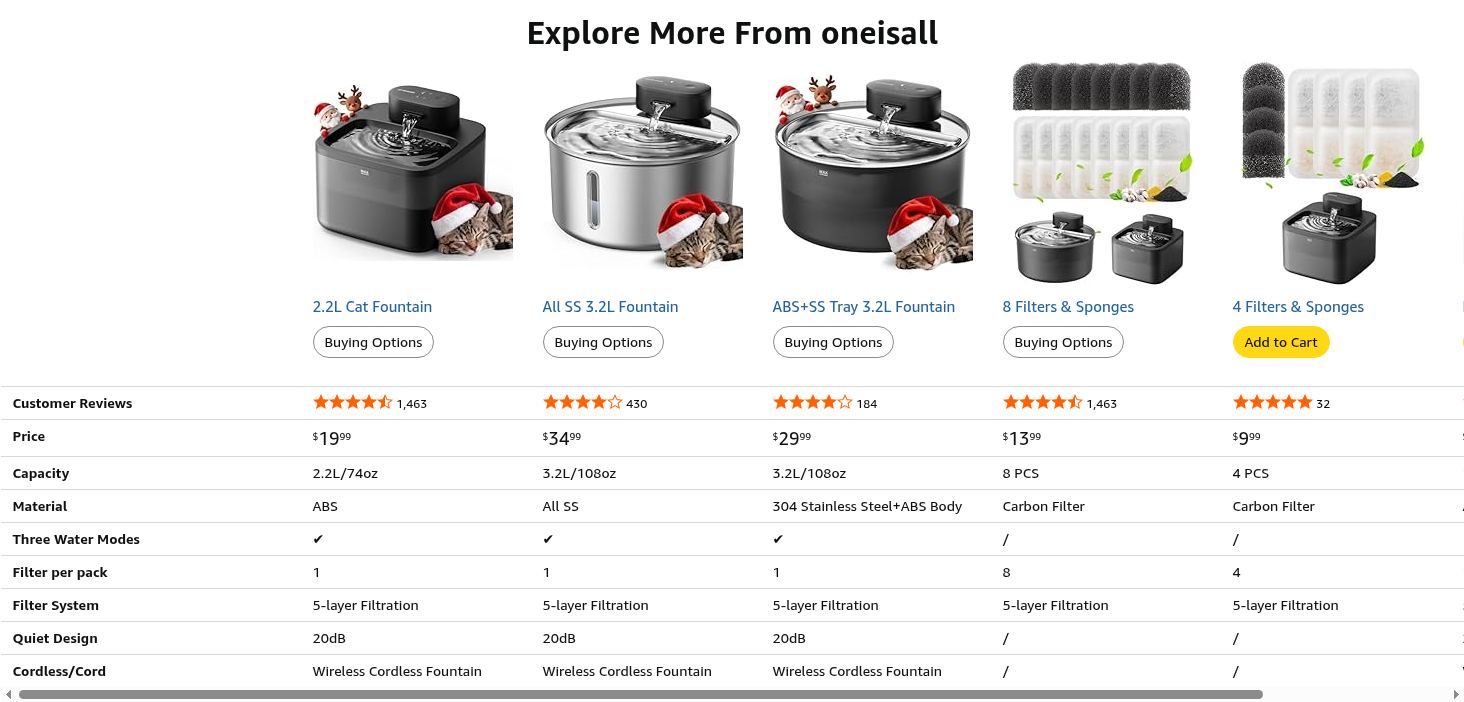 Explore More From oneisall
2.2L Cat Fountain
All SS 3.2L Fountain
ABS+SS Tray 3.2L Fountain
8 Filters & Sponges
4 Filters & Sponges
Buying Options
Buying Options
Buying Options
Buying Options
Add to Cart
Customer Reviews 1,463 430 184 1,463 32
Price $19.99 $34.99 $29.99 $13.99 $9.99
Capacity 2.2L/74oz 3.2L/108oz 3.2L/108oz 8 PCS 4 PCS
Material ABS All SS 304 Stainless Steel+ABS Body Carbon Filter Carbon Filter
Three Water Modes ✔ ✔ ✔ / /
Filter per pack 1 1 1 8 4
Filter System 5-layer Filtration 5-layer Filtration 5-layer Filtration 5-layer Filtration 5-layer Filtration
Quiet Design 20dB 20dB 20dB / /
Cordless/Cord Wireless Cordless Fountain Wireless Cordless Fountain Wireless Cordless Fountain / /